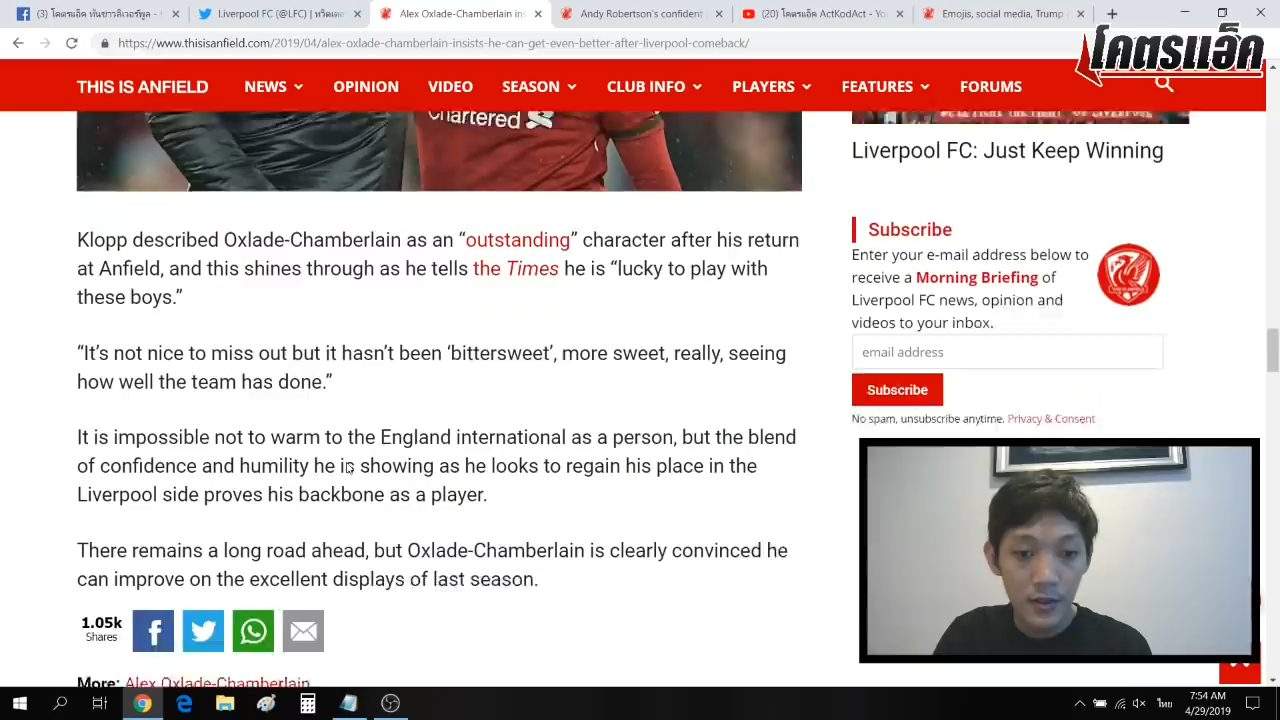 Liverpool FC (@LFC) | ทวีตเตอ
Alex Oxlade-Chamberlain ins
Andy Robertson's confident
(20) โคตรแอ็ค ActKodAct - Yo
Emojis, social media, Trump
https://www.thisisanfield.com/2019/04/alex-oxlade-chamberlain-insists-he-can-get-even-better-after-liverpool-comeback/
โคตรแอ็ค
THIS IS ANFIELD
NEWS
OPINION
VIDEO
SEASON
CLUB INFO
PLAYERS
FEATURES
FORUMS
Chartered
Liverpool FC: Just Keep Winning
Klopp described Oxlade-Chamberlain as an “outstanding” character after his return
at Anfield, and this shines through as he tells the Times he is “lucky to play with
these boys.”
“It’s not nice to miss out but it hasn’t been ‘bittersweet’, more sweet, really, seeing
how well the team has done.”
It is impossible not to warm to the England international as a person, but the blend
of confidence and humility he is showing as he looks to regain his place in the
Liverpool side proves his backbone as a player.
There remains a long road ahead, but Oxlade-Chamberlain is clearly convinced he
can improve on the excellent displays of last season.
1.05k
Shares
More: Alex Oxlade-Chamberlain
Subscribe
Enter your e-mail address below to
receive a Morning Briefing of
Liverpool FC news, opinion and
videos to your inbox.
email address
Subscribe
No spam, unsubscribe anytime. Privacy & Consent
ไทย
7:54 AM
4/29/2019